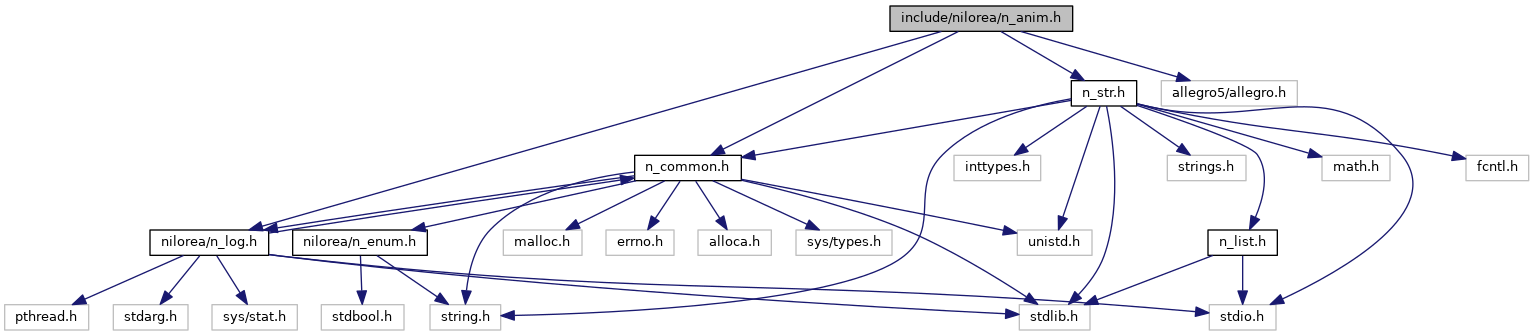 include/nilorea/n_anim.h
n_str.h
allegro5/allegro.h
n_common.h
inttypes.h
strings.h
math.h
fcntl.h
nilorea/n_log.h
nilorea/n_enum.h
malloc.h
errno.h
alloca.h
sys/types.h
unistd.h
n_list.h
pthread.h
stdarg.h
sys/stat.h
stdbool.h
string.h
stdlib.h
stdio.h